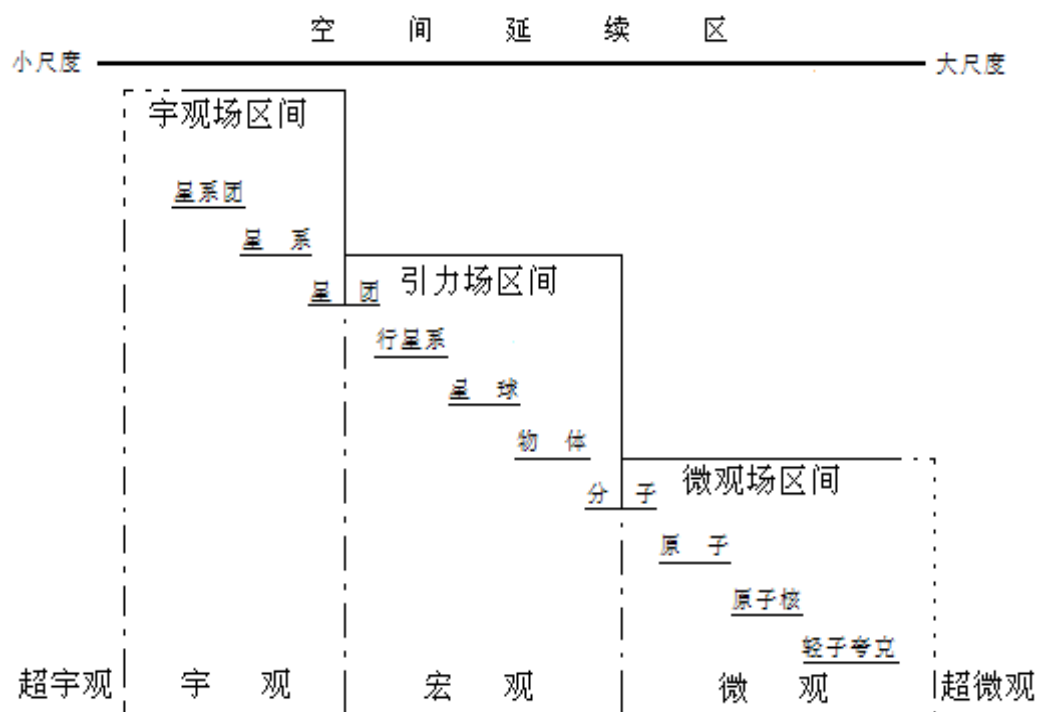 空 间 延 续 区
小尺度 大尺度
宇观场区间
星系团
星 系
引力场区间
星 团
行星系
星 球
物 体
微观场区间
分 子
原 子
原子核
轻子夸克
超宇观 宇 观 宏 观 微 观 超微观